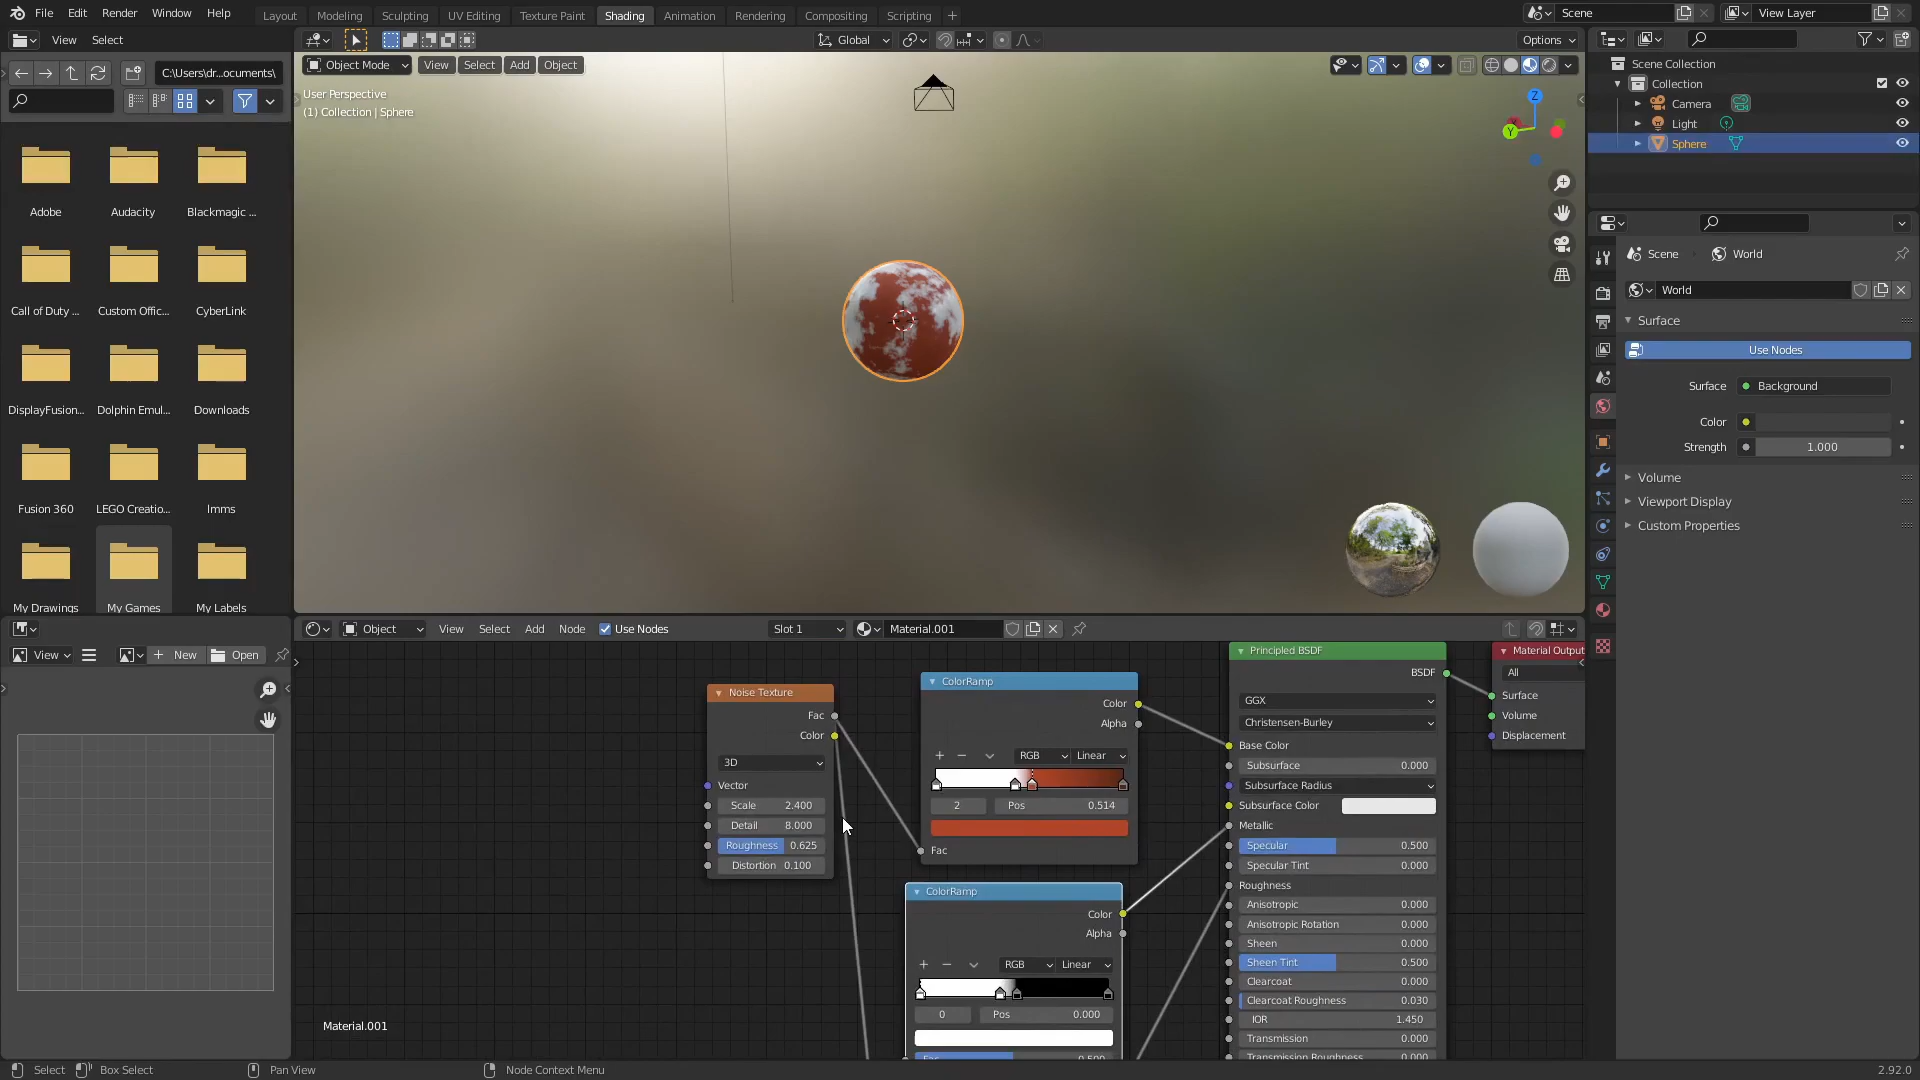 File Edit Render Window Help Layout Modeling Sculpting UV Editing Texture Paint Shading Animation Rendering Compositing Scripting + Scene View Layer
View Select Global Options
C:\Users\dr...ocuments\ Object Mode View Select Add Object
User Perspective
(1) Collection | Sphere
Z
Y
Scene Collection
Collection
Camera
Light
Sphere
Adobe Audacity Blackmagic ...
Call of Duty ... Custom Offic... CyberLink
DisplayFusion... Dolphin Emul... Downloads
Fusion 360 LEGO Creatio... lmms
My Drawings My Games My Labels
Scene World
World
Surface
Use Nodes
Surface Background
Color
Strength 1.000
Volume
Viewport Display
Custom Properties
Object View Select Add Node Use Nodes Slot 1 Material.001
View New Open
Noise Texture
Fac
Color
3D
Vector
Scale 2.400
Detail 8.000
Roughness 0.625
Distortion 0.100
ColorRamp
Color
Alpha
+ − RGB Linear
2 Pos 0.514
Fac
ColorRamp
Color
Alpha
+ − RGB Linear
0 Pos 0.000
Fac 0.500
Principled BSDF
BSDF
GGX
Christensen-Burley
Base Color
Subsurface 0.000
Subsurface Radius
Subsurface Color
Metallic
Specular 0.500
Specular Tint 0.000
Roughness
Anisotropic 0.000
Anisotropic Rotation 0.000
Sheen 0.000
Sheen Tint 0.500
Clearcoat 0.000
Clearcoat Roughness 0.030
IOR 1.450
Transmission 0.000
Transmission Roughness 0.000
Material Output
All
Surface
Volume
Displacement
Material.001
Select Box Select Pan View Node Context Menu 2.92.0